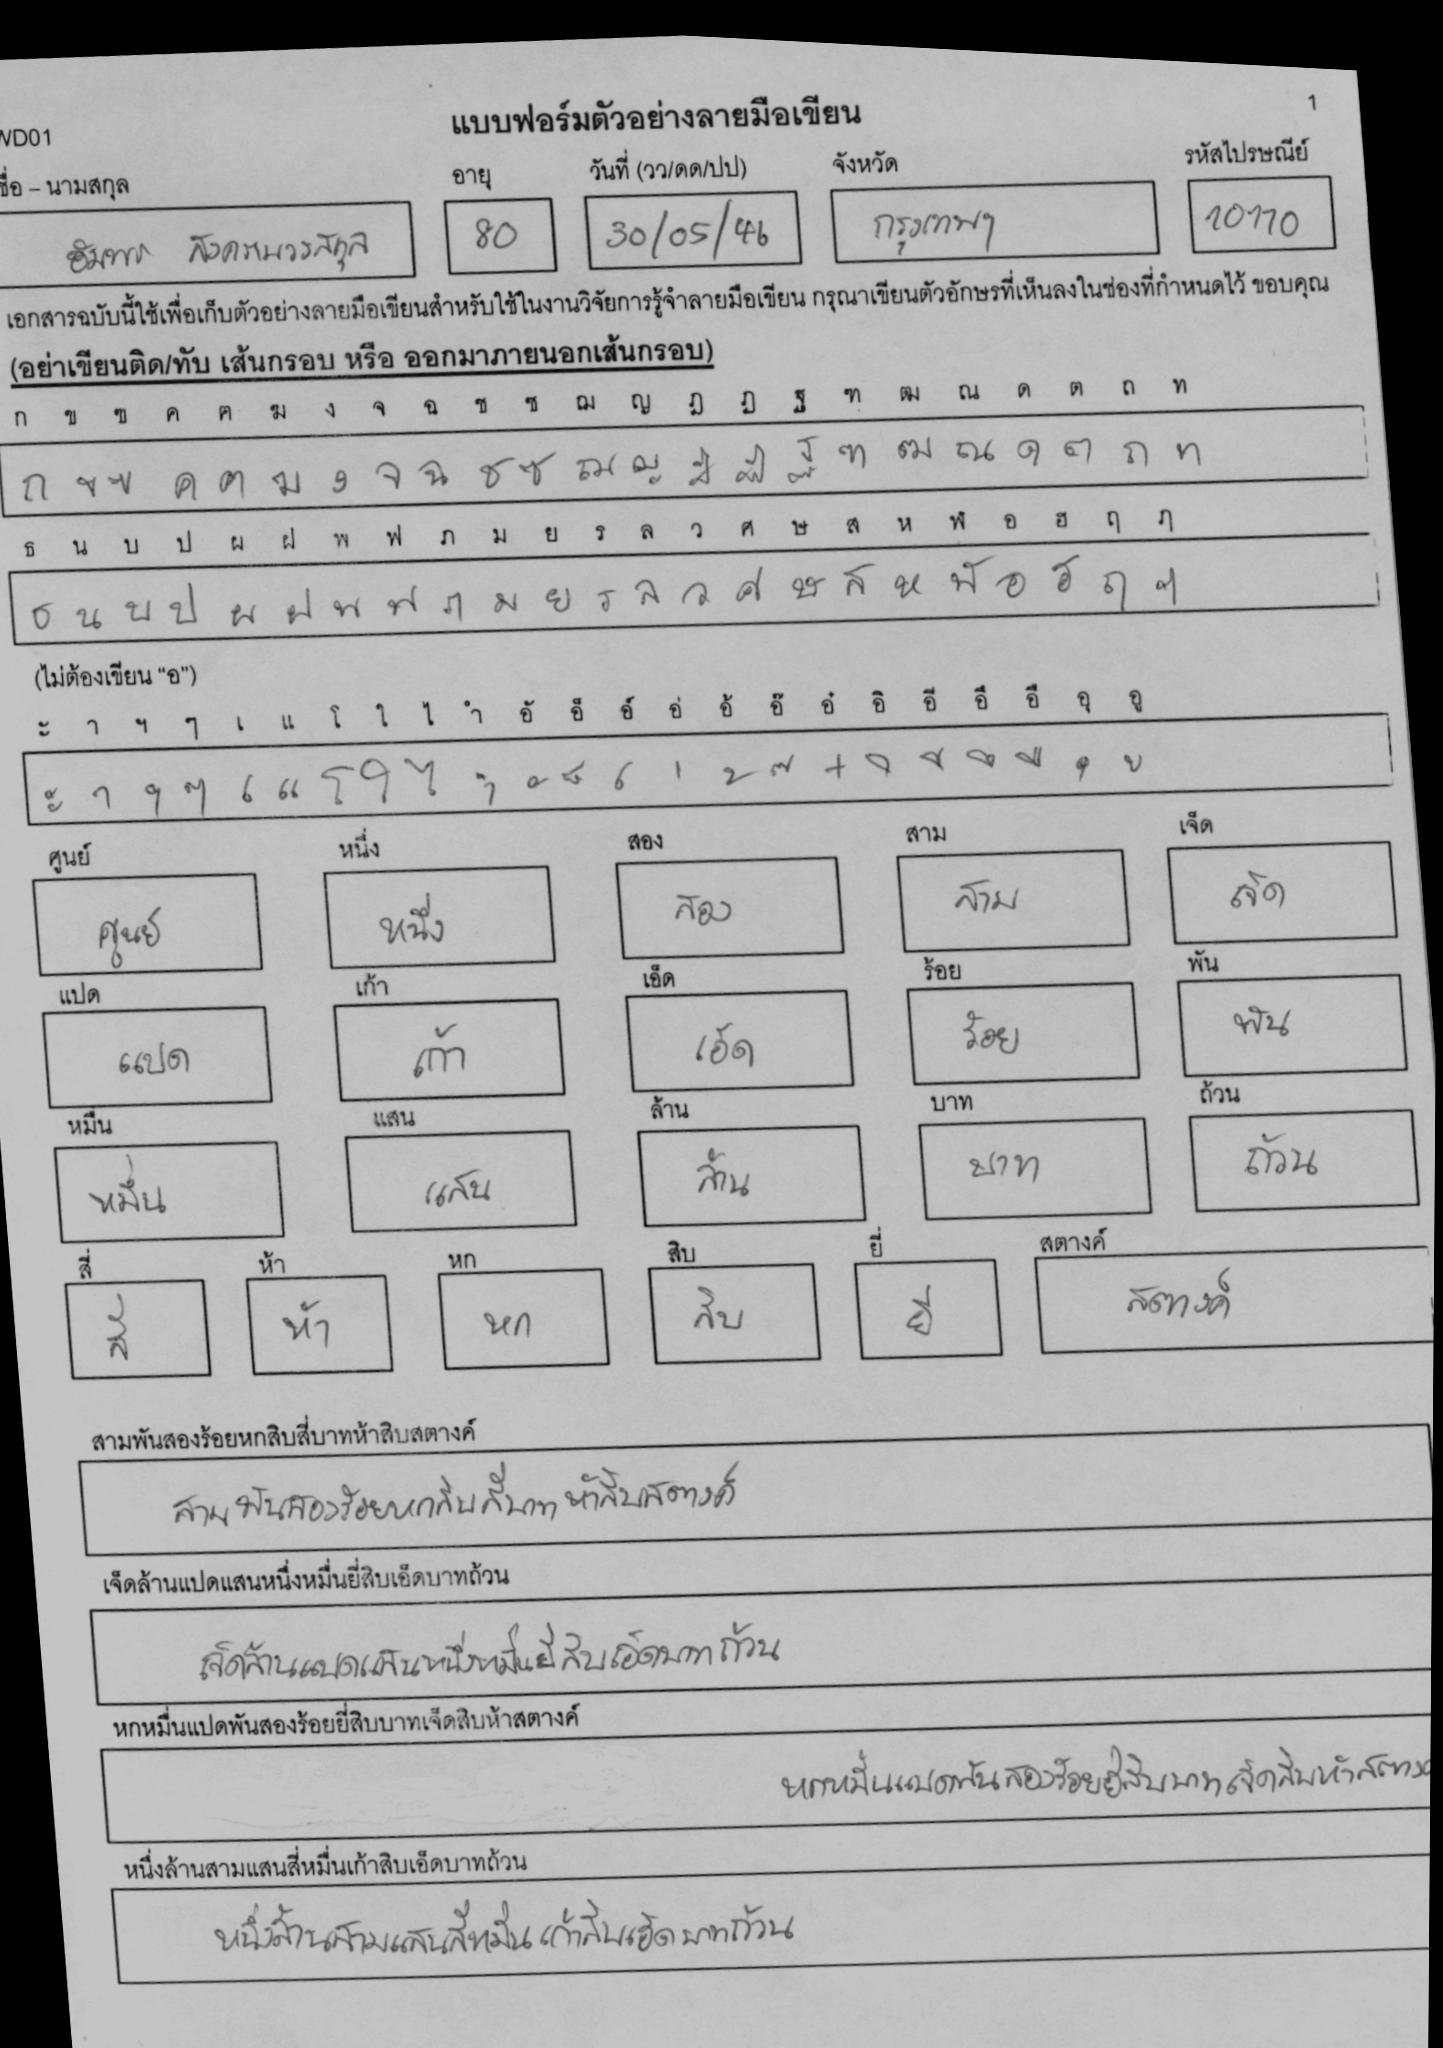 WD01 แบบฟอร์มตัวอย่างลายมือเขียน 1
ชื่อ – นามสกุล อายุ วันที่ (วว/ดด/ปป) จังหวัด รหัสไปรษณีย์
80 30/05/46 กรุงเทพฯ 10110
เอกสารฉบับนี้ใช้เพื่อเก็บตัวอย่างลายมือเขียนสำหรับใช้ในงานวิจัยการรู้จำลายมือเขียน กรุณาเขียนตัวอักษรที่เห็นลงในช่องที่กำหนดไว้ ขอบคุณ
(อย่าเขียนติด/ทับ เส้นกรอบ หรือ ออกมาภายนอกเส้นกรอบ)
ก ข ฃ ค ฅ ฆ ง จ ฉ ช ซ ฌ ญ ฎ ฏ ฐ ฑ ฒ ณ ด ต ถ ท
ก ข ฃ ค ฅ ฆ ง จ ฉ ช ซ ฌ ญ ฎ ฏ ฐ ฑ ฒ ณ ด ต ถ ท
ธ น บ ป ผ ฝ พ ฟ ภ ม ย ร ล ว ศ ษ ส ห ฬ อ ฮ ฤ ฦ
ธ น บ ป ผ ฝ พ ฟ ภ ม ย ร ล ว ศ ษ ส ห ฬ อ ฮ ฤ ฦ
(ไม่ต้องเขียน “อ”)
ะ า ฯ ๆ เ แ โ ใ ไ ำ อั อ็ อ์ อ่ อ้ อ๊ อ๋ อิ อี อึ อื อุ อู
ะ า ฯ ๆ เ แ โ ใ ไ ำ ั ็ ์ ่ ้ ๊ ๋ ิ ี ึ ื ุ ู
ศูนย์ หนึ่ง สอง สาม เจ็ด
ศูนย์ หนึ่ง สอง สาม เจ็ด
แปด เก้า เอ็ด ร้อย พัน
แปด เก้า เอ็ด ร้อย พัน
หมื่น แสน ล้าน บาท ถ้วน
หมื่น แสน ล้าน บาท ถ้วน
สี่ ห้า หก สิบ ยี่ สตางค์
สี่ ห้า หก สิบ ยี่ สตางค์
สามพันสองร้อยหกสิบสี่บาทห้าสิบสตางค์
สามพันสองร้อยหกสิบสี่บาทห้าสิบสตางค์
เจ็ดล้านแปดแสนหนึ่งหมื่นยี่สิบเอ็ดบาทถ้วน
เจ็ดล้านแปดแสนหนึ่งหมื่นยี่สิบเอ็ดบาทถ้วน
หกหมื่นแปดพันสองร้อยยี่สิบบาทเจ็ดสิบห้าสตางค์
หกหมื่นแปดพันสองร้อยยี่สิบบาทเจ็ดสิบห้าสตางค
หนึ่งล้านสามแสนสี่หมื่นเก้าสิบเอ็ดบาทถ้วน
หนึ่งล้านสามแสนสี่หมื่นเก้าสิบเอ็ดบาทถ้วน